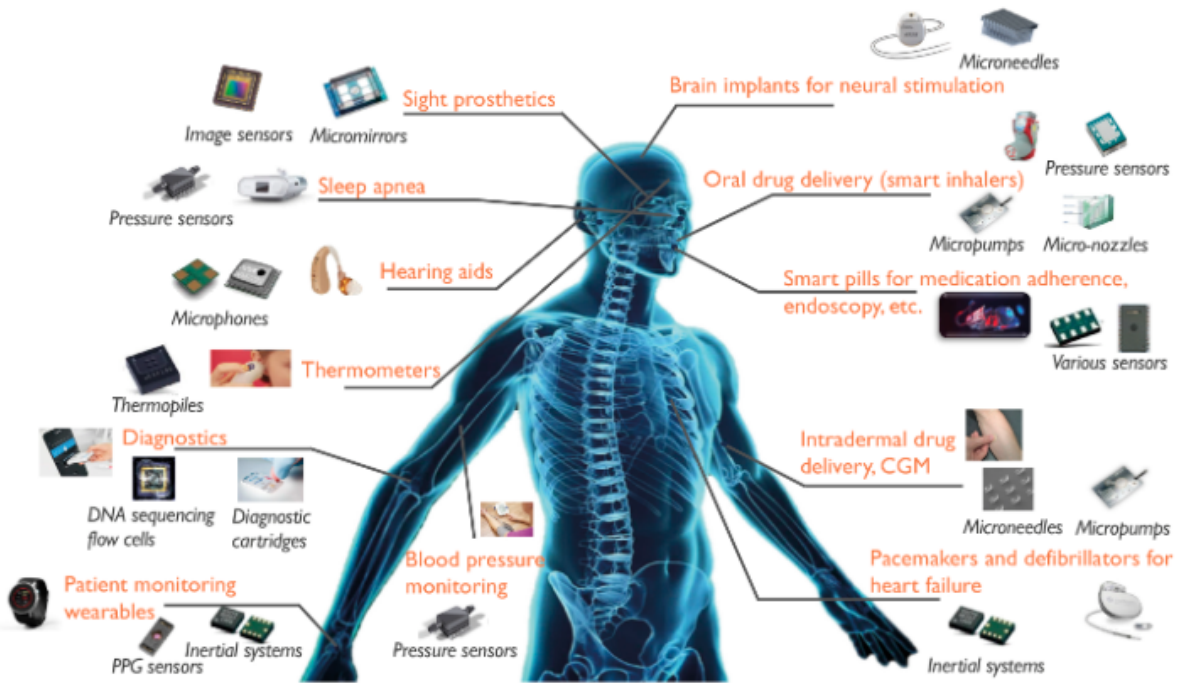 Microneedles
Brain implants for neural stimulation
Sight prosthetics
Image sensors
Micromirrors
Pressure sensors
Sleep apnea
Oral drug delivery (smart inhalers)
Pressure sensors
Micropumps
Micro-nozzles
Hearing aids
Smart pills for medication adherence,
endoscopy, etc.
Microphones
Various sensors
Thermometers
Thermopiles
Diagnostics
Intradermal drug
delivery, CGM
DNA sequencing
flow cells
Diagnostic
cartridges
Microneedles
Micropumps
Blood pressure
monitoring
Pacemakers and defibrillators for
heart failure
Patient monitoring
wearables
PPG sensors
Inertial systems
Pressure sensors
Inertial systems